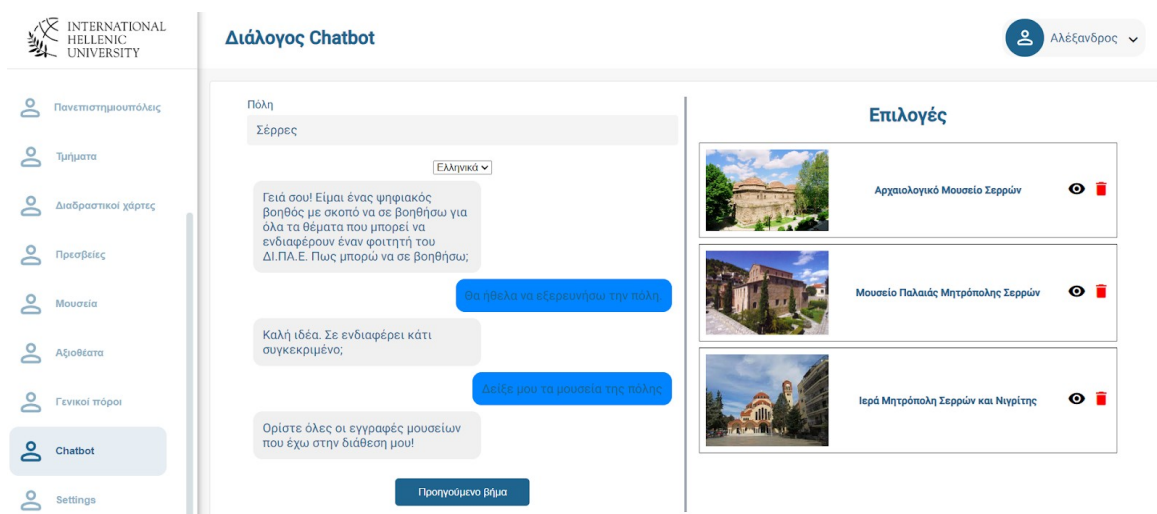 INTERNATIONAL
HELLENIC
UNIVERSITY
Διάλογος Chatbot
Αλέξανδρος
Πανεπιστημιουπόλεις
Τμήματα
Διαδραστικοί χάρτες
Πρεσβείες
Μουσεία
Αξιοθέατα
Γενικοί πόροι
Chatbot
Settings
Πόλη
Σέρρες
Ελληνικά
Γειά σου! Είμαι ένας ψηφιακός
βοηθός με σκοπό να σε βοηθήσω για
όλα τα θέματα που μπορεί να
ενδιαφέρουν έναν φοιτητή του
ΔΙ.ΠΑ.Ε. Πως μπορώ να σε βοηθήσω;
Θα ήθελα να εξερευνήσω την πόλη.
Καλή ιδέα. Σε ενδιαφέρει κάτι
συγκεκριμένο;
Δείξε μου τα μουσεία της πόλης
Ορίστε όλες οι εγγραφές μουσείων
που έχω στην διάθεση μου!
Προηγούμενο βήμα
Επιλογές
Αρχαιολογικό Μουσείο Σερρών
Μουσείο Παλαιάς Μητρόπολης Σερρών
Ιερά Μητρόπολη Σερρών και Νιγρίτης